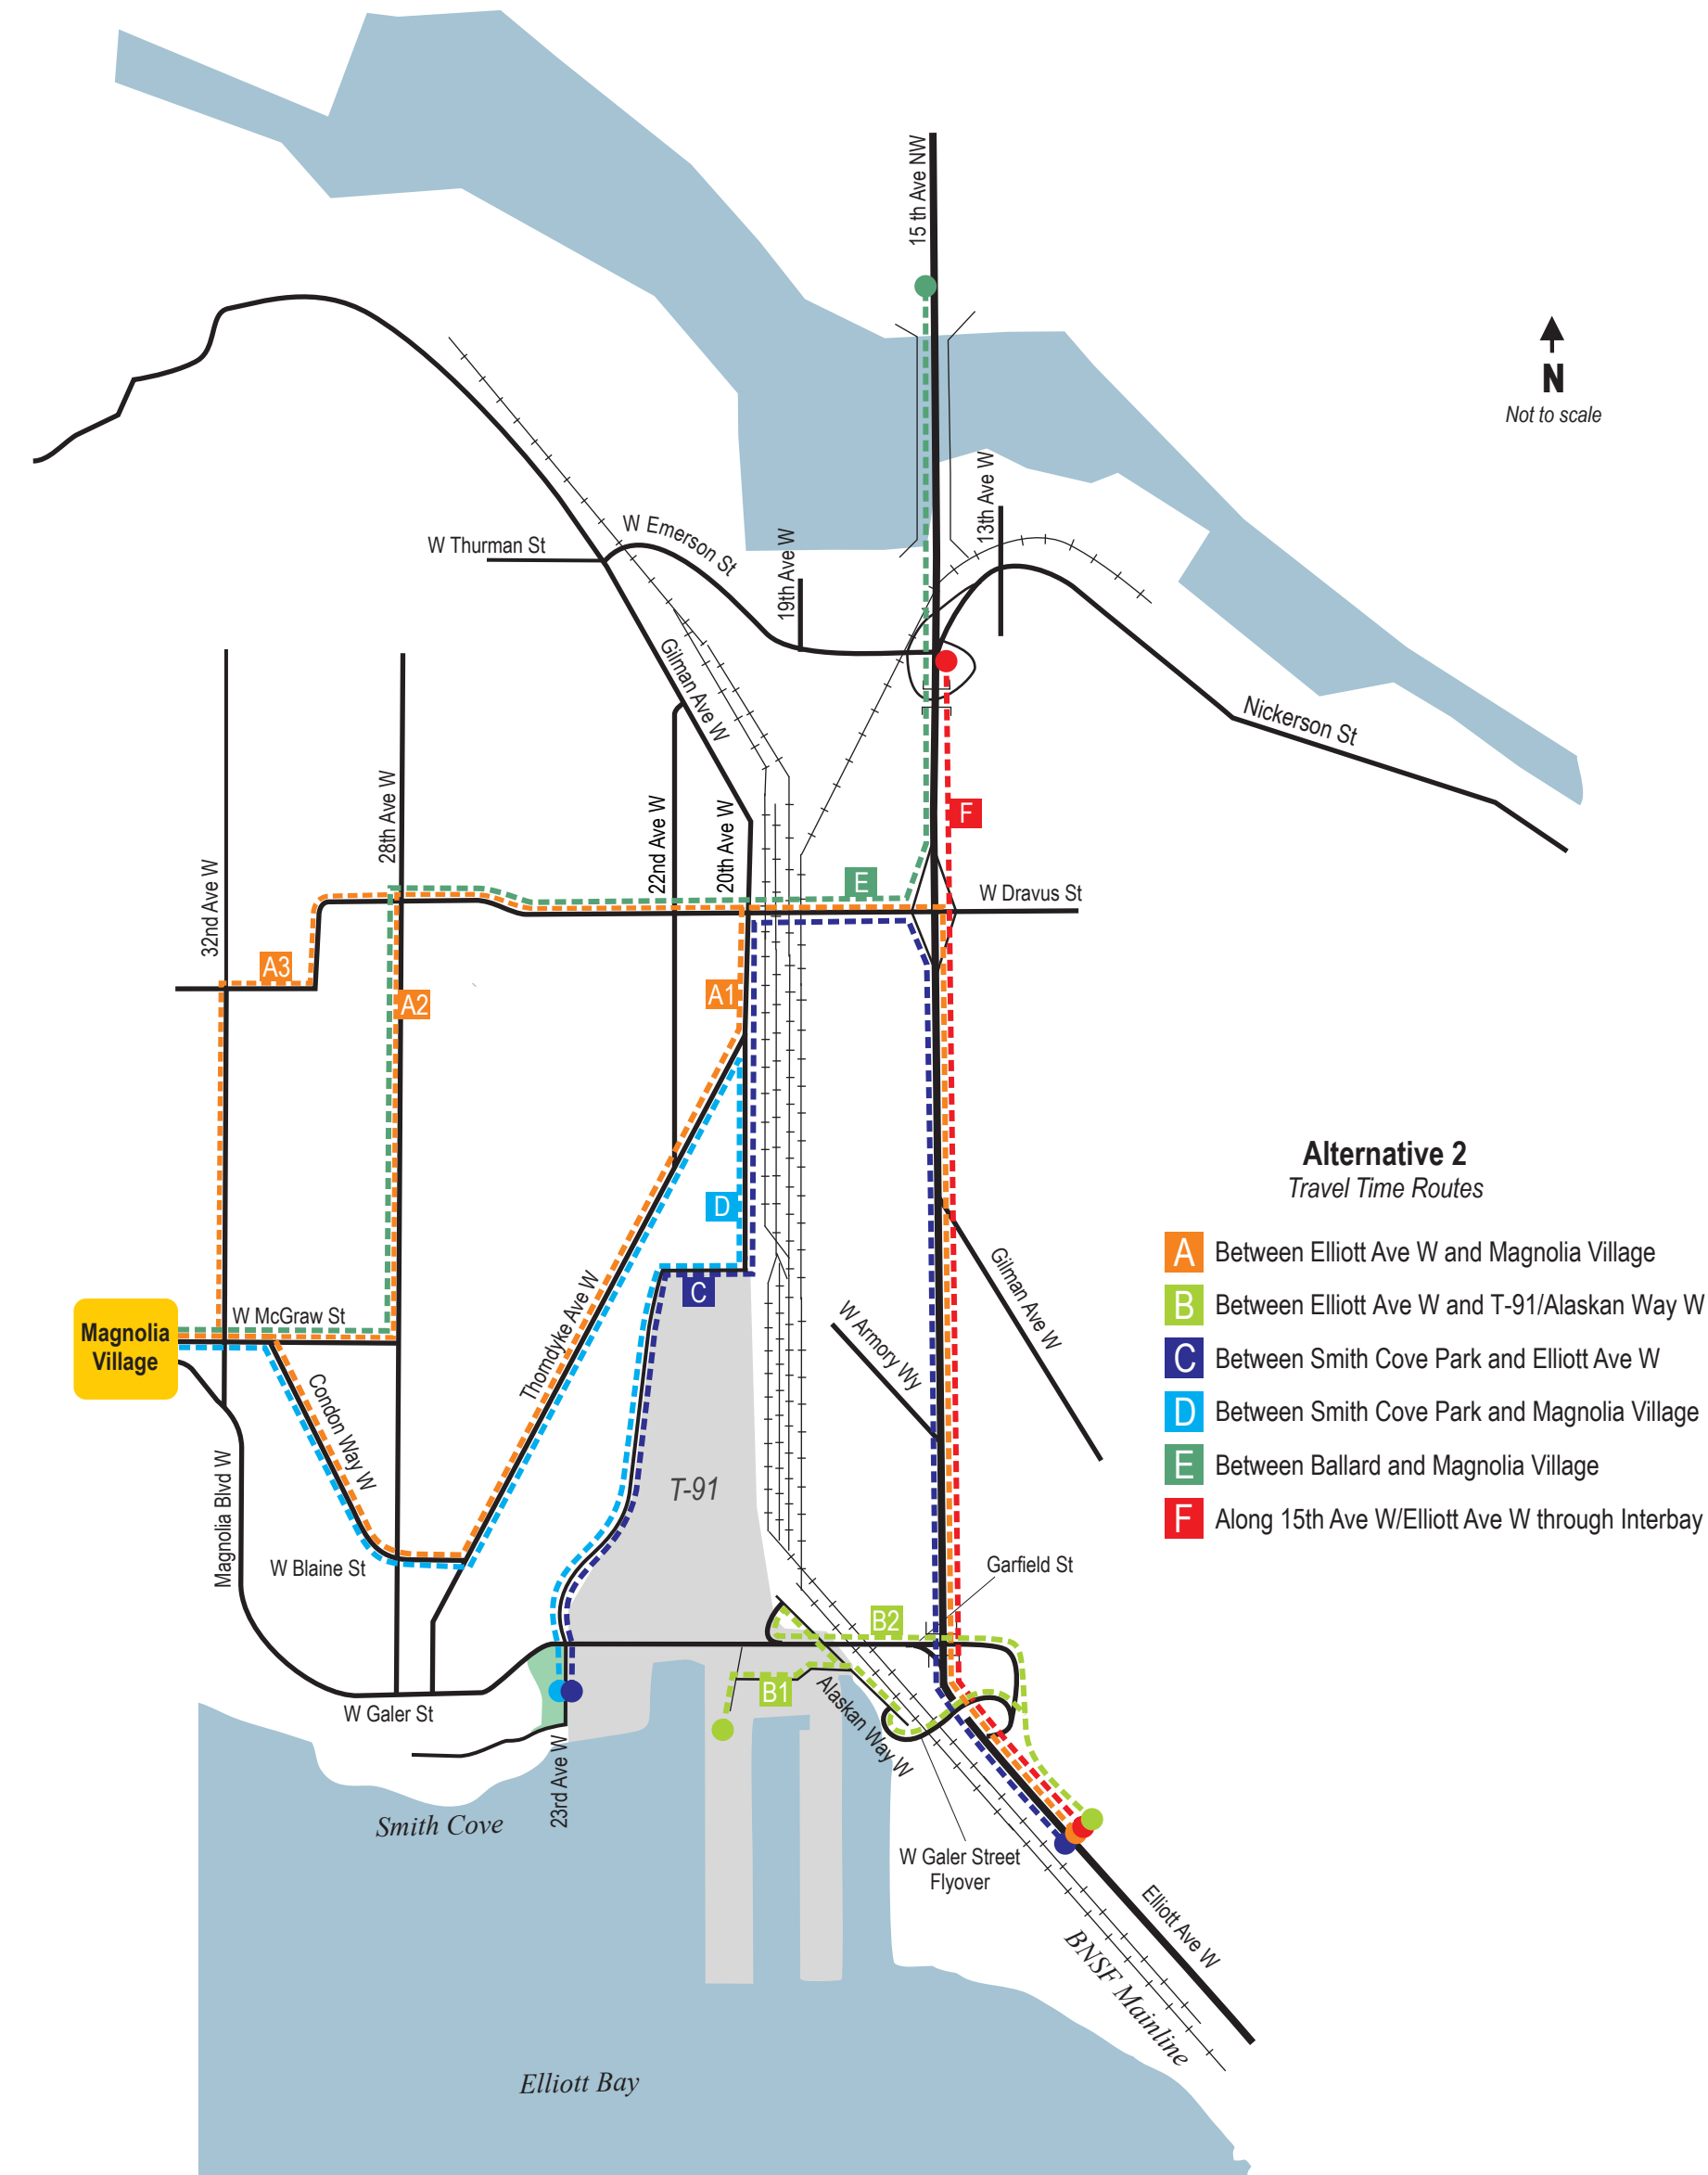 15 th Ave NW
N
Not to scale
13th Ave W
W Emerson St
W Thurman St
19th Ave W
Gilman Ave W
Nickerson St
28th Ave W
22nd Ave W
20th Ave W
F
32nd Ave W
E
W Dravus St
A3
A2
A1
Alternative 2
Travel Time Routes
A Between Elliott Ave W and Magnolia Village
B Between Elliott Ave W and T-91/Alaskan Way W
C Between Smith Cove Park and Elliott Ave W
D Between Smith Cove Park and Magnolia Village
E Between Ballard and Magnolia Village
F Along 15th Ave W/Elliott Ave W through Interbay
D
C
Gilman Ave W
W McGraw St
Magnolia
Village
Thorndyke Ave W
W Armory Wy
Condon Way W
Magnolia Blvd W
T-91
W Blaine St
Garfield St
B2
B1
W Galer St
Alaskan Way W
23rd Ave W
Smith Cove
W Galer Street
Flyover
Elliott Ave W
BNSF Mainline
Elliott Bay